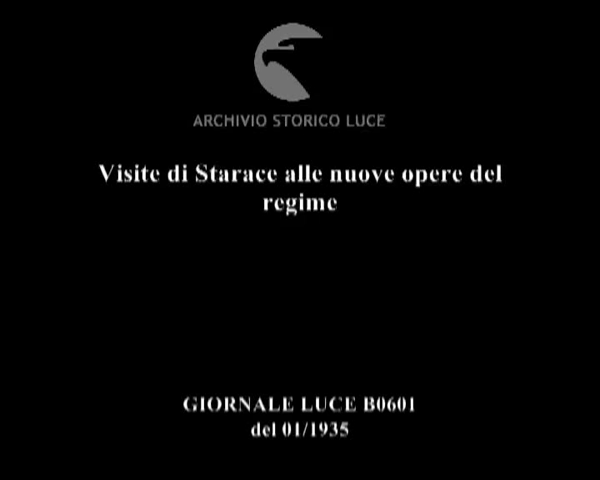 ARCHIVIO STORICO LUCE
Visite di Starace alle nuove opere del
regime
GIORNALE LUCE B0601
del 01/1935